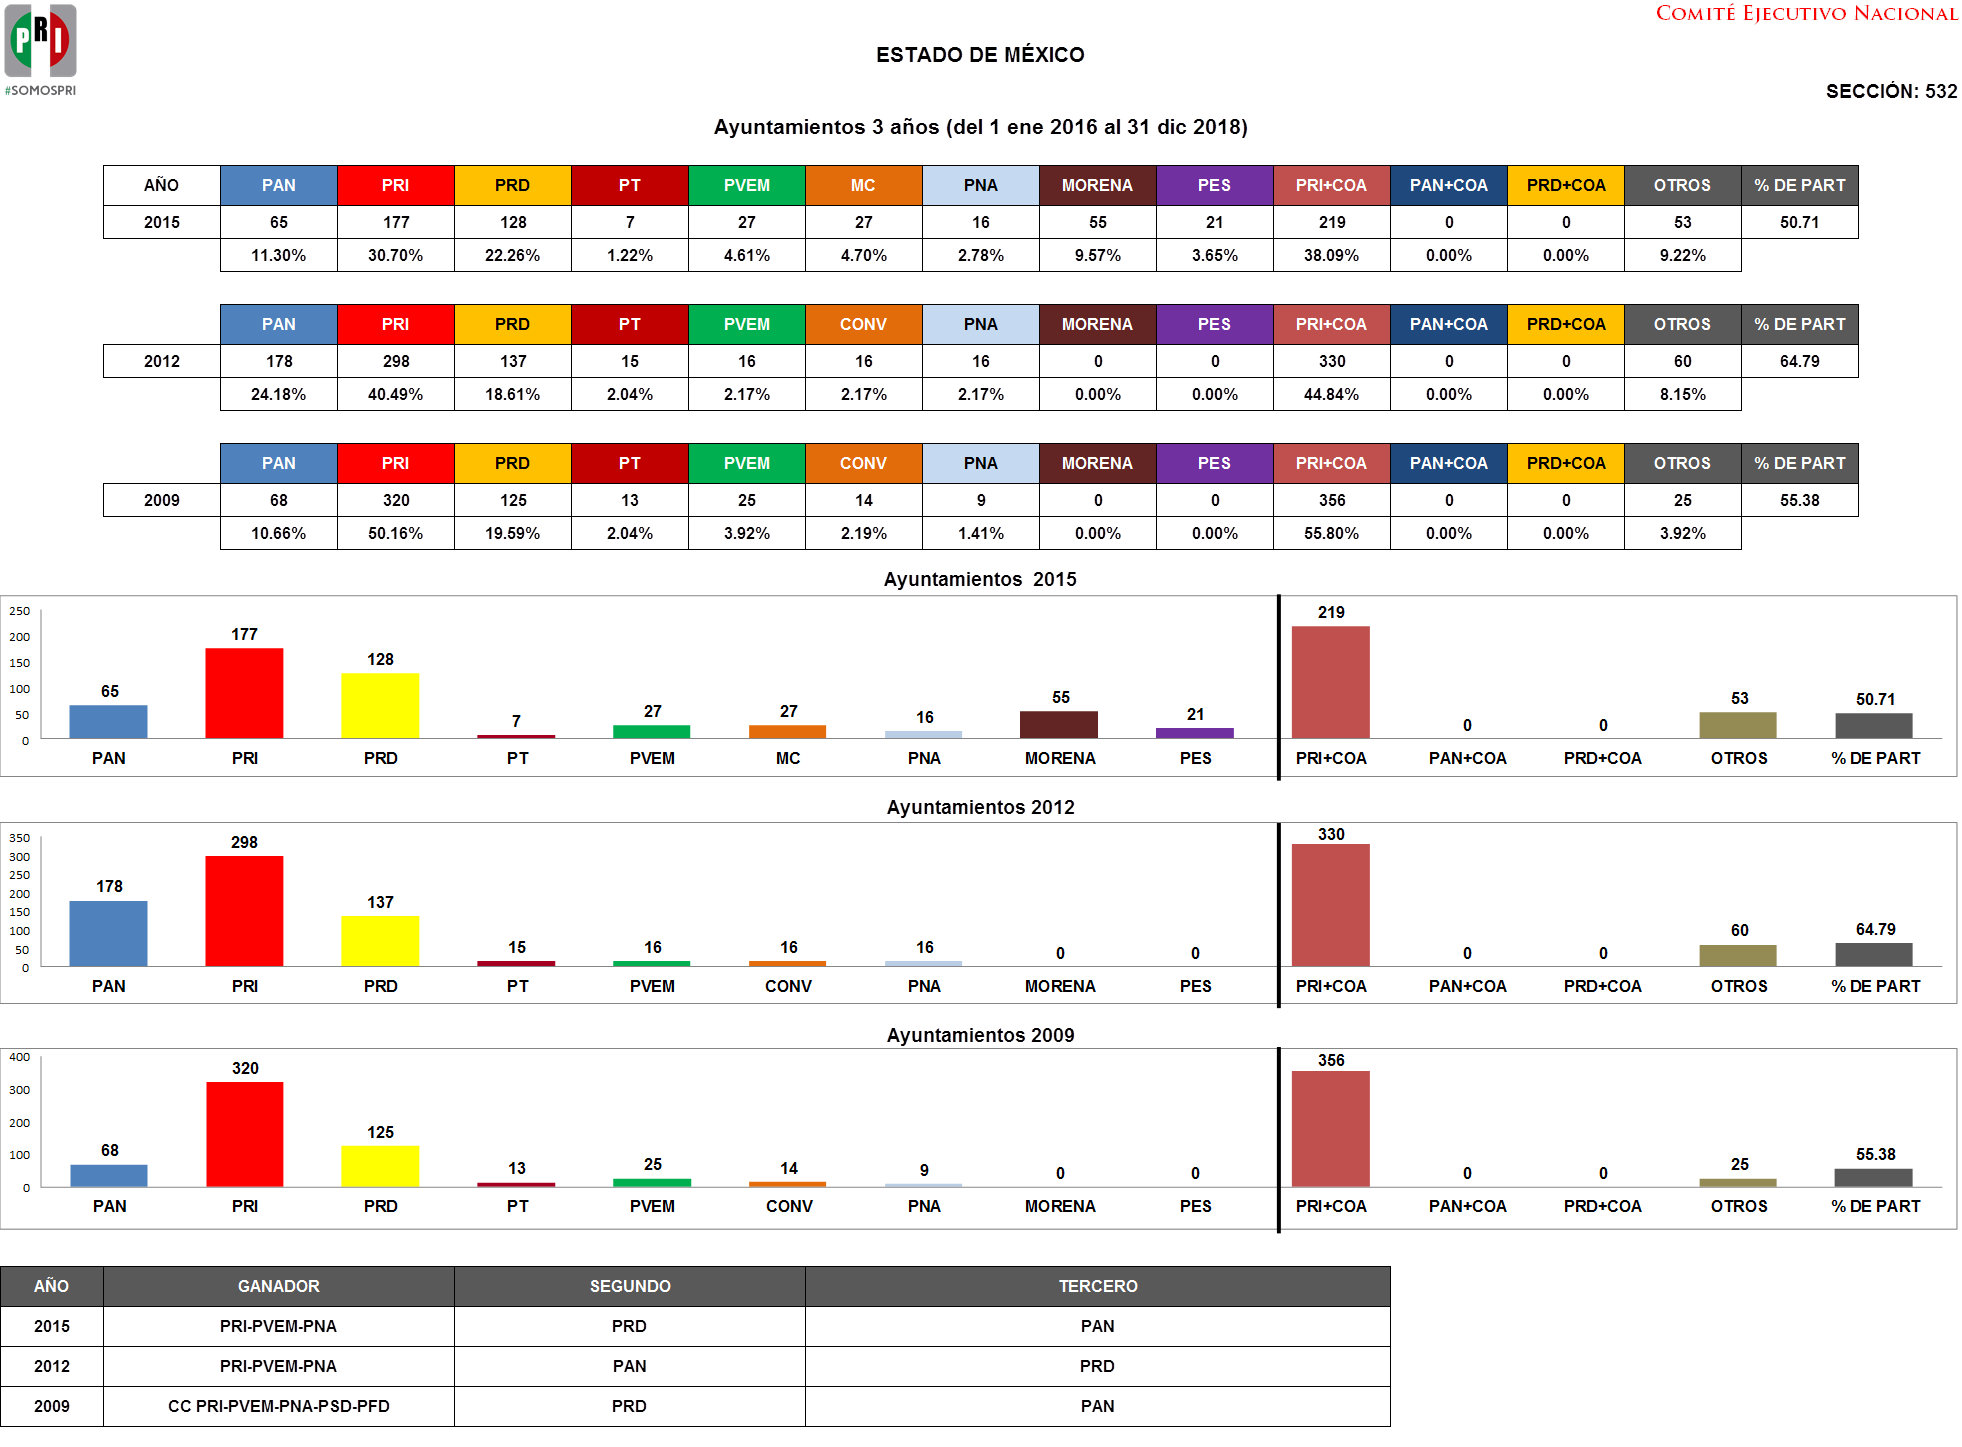 PRI
#SOMOSPRI
COMITÉ EJECUTIVO NACIONAL
ESTADO DE MÉXICO
SECCIÓN: 532
Ayuntamientos 3 años (del 1 ene 2016 al 31 dic 2018)
AÑO PAN PRI PRD PT PVEM MC PNA MORENA PES PRI+COA PAN+COA PRD+COA OTROS % DE PART
2015 65 177 128 7 27 27 16 55 21 219 0 0 53 50.71
11.30% 30.70% 22.26% 1.22% 4.61% 4.70% 2.78% 9.57% 3.65% 38.09% 0.00% 0.00% 9.22%
PAN PRI PRD PT PVEM CONV PNA MORENA PES PRI+COA PAN+COA PRD+COA OTROS % DE PART
2012 178 298 137 15 16 16 16 0 0 330 0 0 60 64.79
24.18% 40.49% 18.61% 2.04% 2.17% 2.17% 2.17% 0.00% 0.00% 44.84% 0.00% 0.00% 8.15%
PAN PRI PRD PT PVEM CONV PNA MORENA PES PRI+COA PAN+COA PRD+COA OTROS % DE PART
2009 68 320 125 13 25 14 9 0 0 356 0 0 25 55.38
10.66% 50.16% 19.59% 2.04% 3.92% 2.19% 1.41% 0.00% 0.00% 55.80% 0.00% 0.00% 3.92%
Ayuntamientos 2015
250
200
150
100
50
0
65 177 128 7 27 27 16 55 21 219 0 0 53 50.71
PAN PRI PRD PT PVEM MC PNA MORENA PES PRI+COA PAN+COA PRD+COA OTROS % DE PART
Ayuntamientos 2012
350
300
250
200
150
100
50
0
178 298 137 15 16 16 16 0 0 330 0 0 60 64.79
PAN PRI PRD PT PVEM CONV PNA MORENA PES PRI+COA PAN+COA PRD+COA OTROS % DE PART
Ayuntamientos 2009
400
300
200
100
0
68 320 125 13 25 14 9 0 0 356 0 0 25 55.38
PAN PRI PRD PT PVEM CONV PNA MORENA PES PRI+COA PAN+COA PRD+COA OTROS % DE PART
AÑO GANADOR SEGUNDO TERCERO
2015 PRI-PVEM-PNA PRD PAN
2012 PRI-PVEM-PNA PAN PRD
2009 CC PRI-PVEM-PNA-PSD-PFD PRD PAN